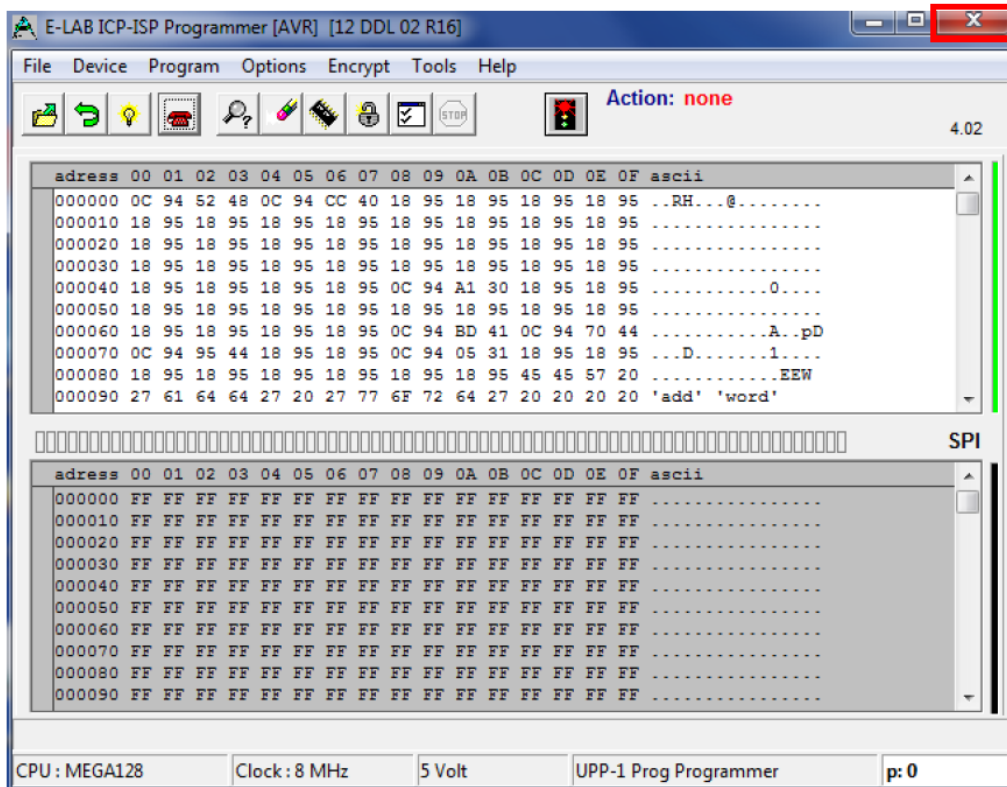 E-LAB ICP-ISP Programmer [AVR] [12 DDL 02 R16]
File Device Program Options Encrypt Tools Help
STOP
Action: none
4.02
adress 00 01 02 03 04 05 06 07 08 09 0A 0B 0C 0D 0E 0F ascii
000000 0C 94 52 48 0C 94 CC 40 18 95 18 95 18 95 18 95 ..RH...@........
000010 18 95 18 95 18 95 18 95 18 95 18 95 18 95 18 95 ................
000020 18 95 18 95 18 95 18 95 18 95 18 95 18 95 18 95 ................
000030 18 95 18 95 18 95 18 95 18 95 18 95 18 95 18 95 ................
000040 18 95 18 95 18 95 18 95 0C 94 A1 30 18 95 18 95 ...........0....
000050 18 95 18 95 18 95 18 95 18 95 18 95 18 95 18 95 ................
000060 18 95 18 95 18 95 18 95 0C 94 BD 41 0C 94 70 44 ...........A..pD
000070 0C 94 95 44 18 95 18 95 0C 94 05 31 18 95 18 95 ...D.......1....
000080 18 95 18 95 18 95 18 95 18 95 18 95 45 45 57 20 ............EEW
000090 27 61 64 64 27 20 27 77 6F 72 64 27 20 20 20 20 'add' 'word'
SPI
adress 00 01 02 03 04 05 06 07 08 09 0A 0B 0C 0D 0E 0F ascii
000000 FF FF FF FF FF FF FF FF FF FF FF FF FF FF FF FF ................
000010 FF FF FF FF FF FF FF FF FF FF FF FF FF FF FF FF ................
000020 FF FF FF FF FF FF FF FF FF FF FF FF FF FF FF FF ................
000030 FF FF FF FF FF FF FF FF FF FF FF FF FF FF FF FF ................
000040 FF FF FF FF FF FF FF FF FF FF FF FF FF FF FF FF ................
000050 FF FF FF FF FF FF FF FF FF FF FF FF FF FF FF FF ................
000060 FF FF FF FF FF FF FF FF FF FF FF FF FF FF FF FF ................
000070 FF FF FF FF FF FF FF FF FF FF FF FF FF FF FF FF ................
000080 FF FF FF FF FF FF FF FF FF FF FF FF FF FF FF FF ................
000090 FF FF FF FF FF FF FF FF FF FF FF FF FF FF FF FF ................
CPU : MEGA128 Clock : 8 MHz 5 Volt UPP-1 Prog Programmer p: 0